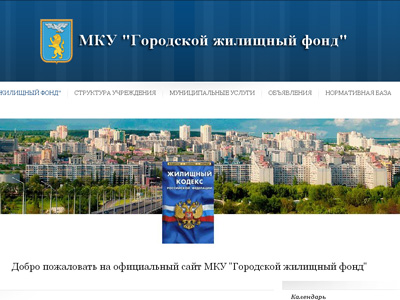 МКУ "Городской жилищный фонд"
ЖИЛИЩНЫЙ ФОНД"
СТРУКТУРА УЧРЕЖДЕНИЯ
МУНИЦИПАЛЬНЫЕ УСЛУГИ
ОБЪЯВЛЕНИЯ
НОРМАТИВНАЯ БАЗА
ЖИЛИЩНЫЙ
КОДЕКС
РОССИЙСКОЙ ФЕДЕРАЦИИ
Добро пожаловать на официальный сайт МКУ "Городской жилищный фонд"
Календарь